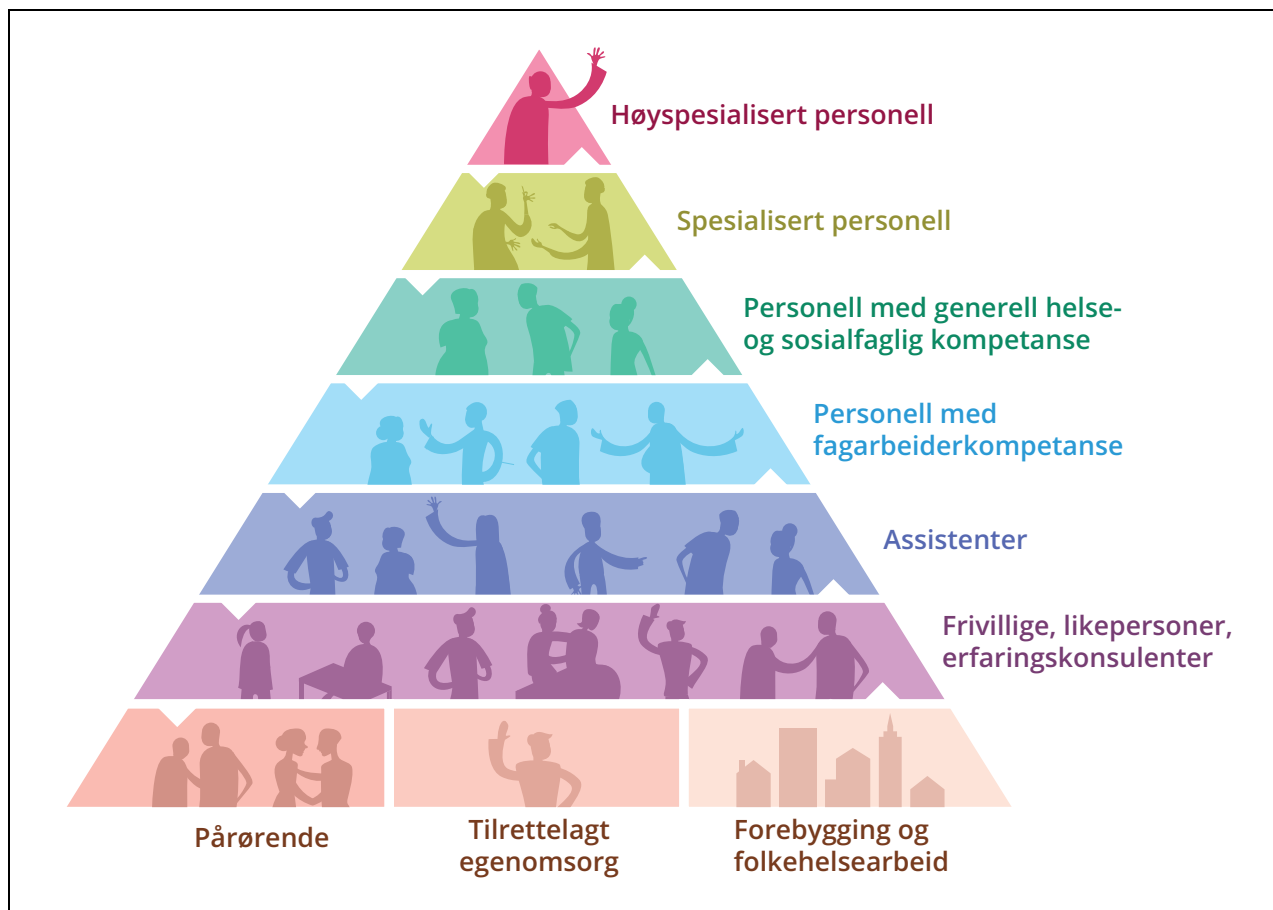 Høyspesialisert personell
Spesialisert personell
Personell med generell helse-
og sosialfaglig kompetanse
Personell med
fagarbeiderkompetanse
Assistenter
Frivillige, likepersoner,
erfaringskonsulenter
Pårørende
Tilrettelagt
egenomsorg
Forebygging og
folkehelsearbeid